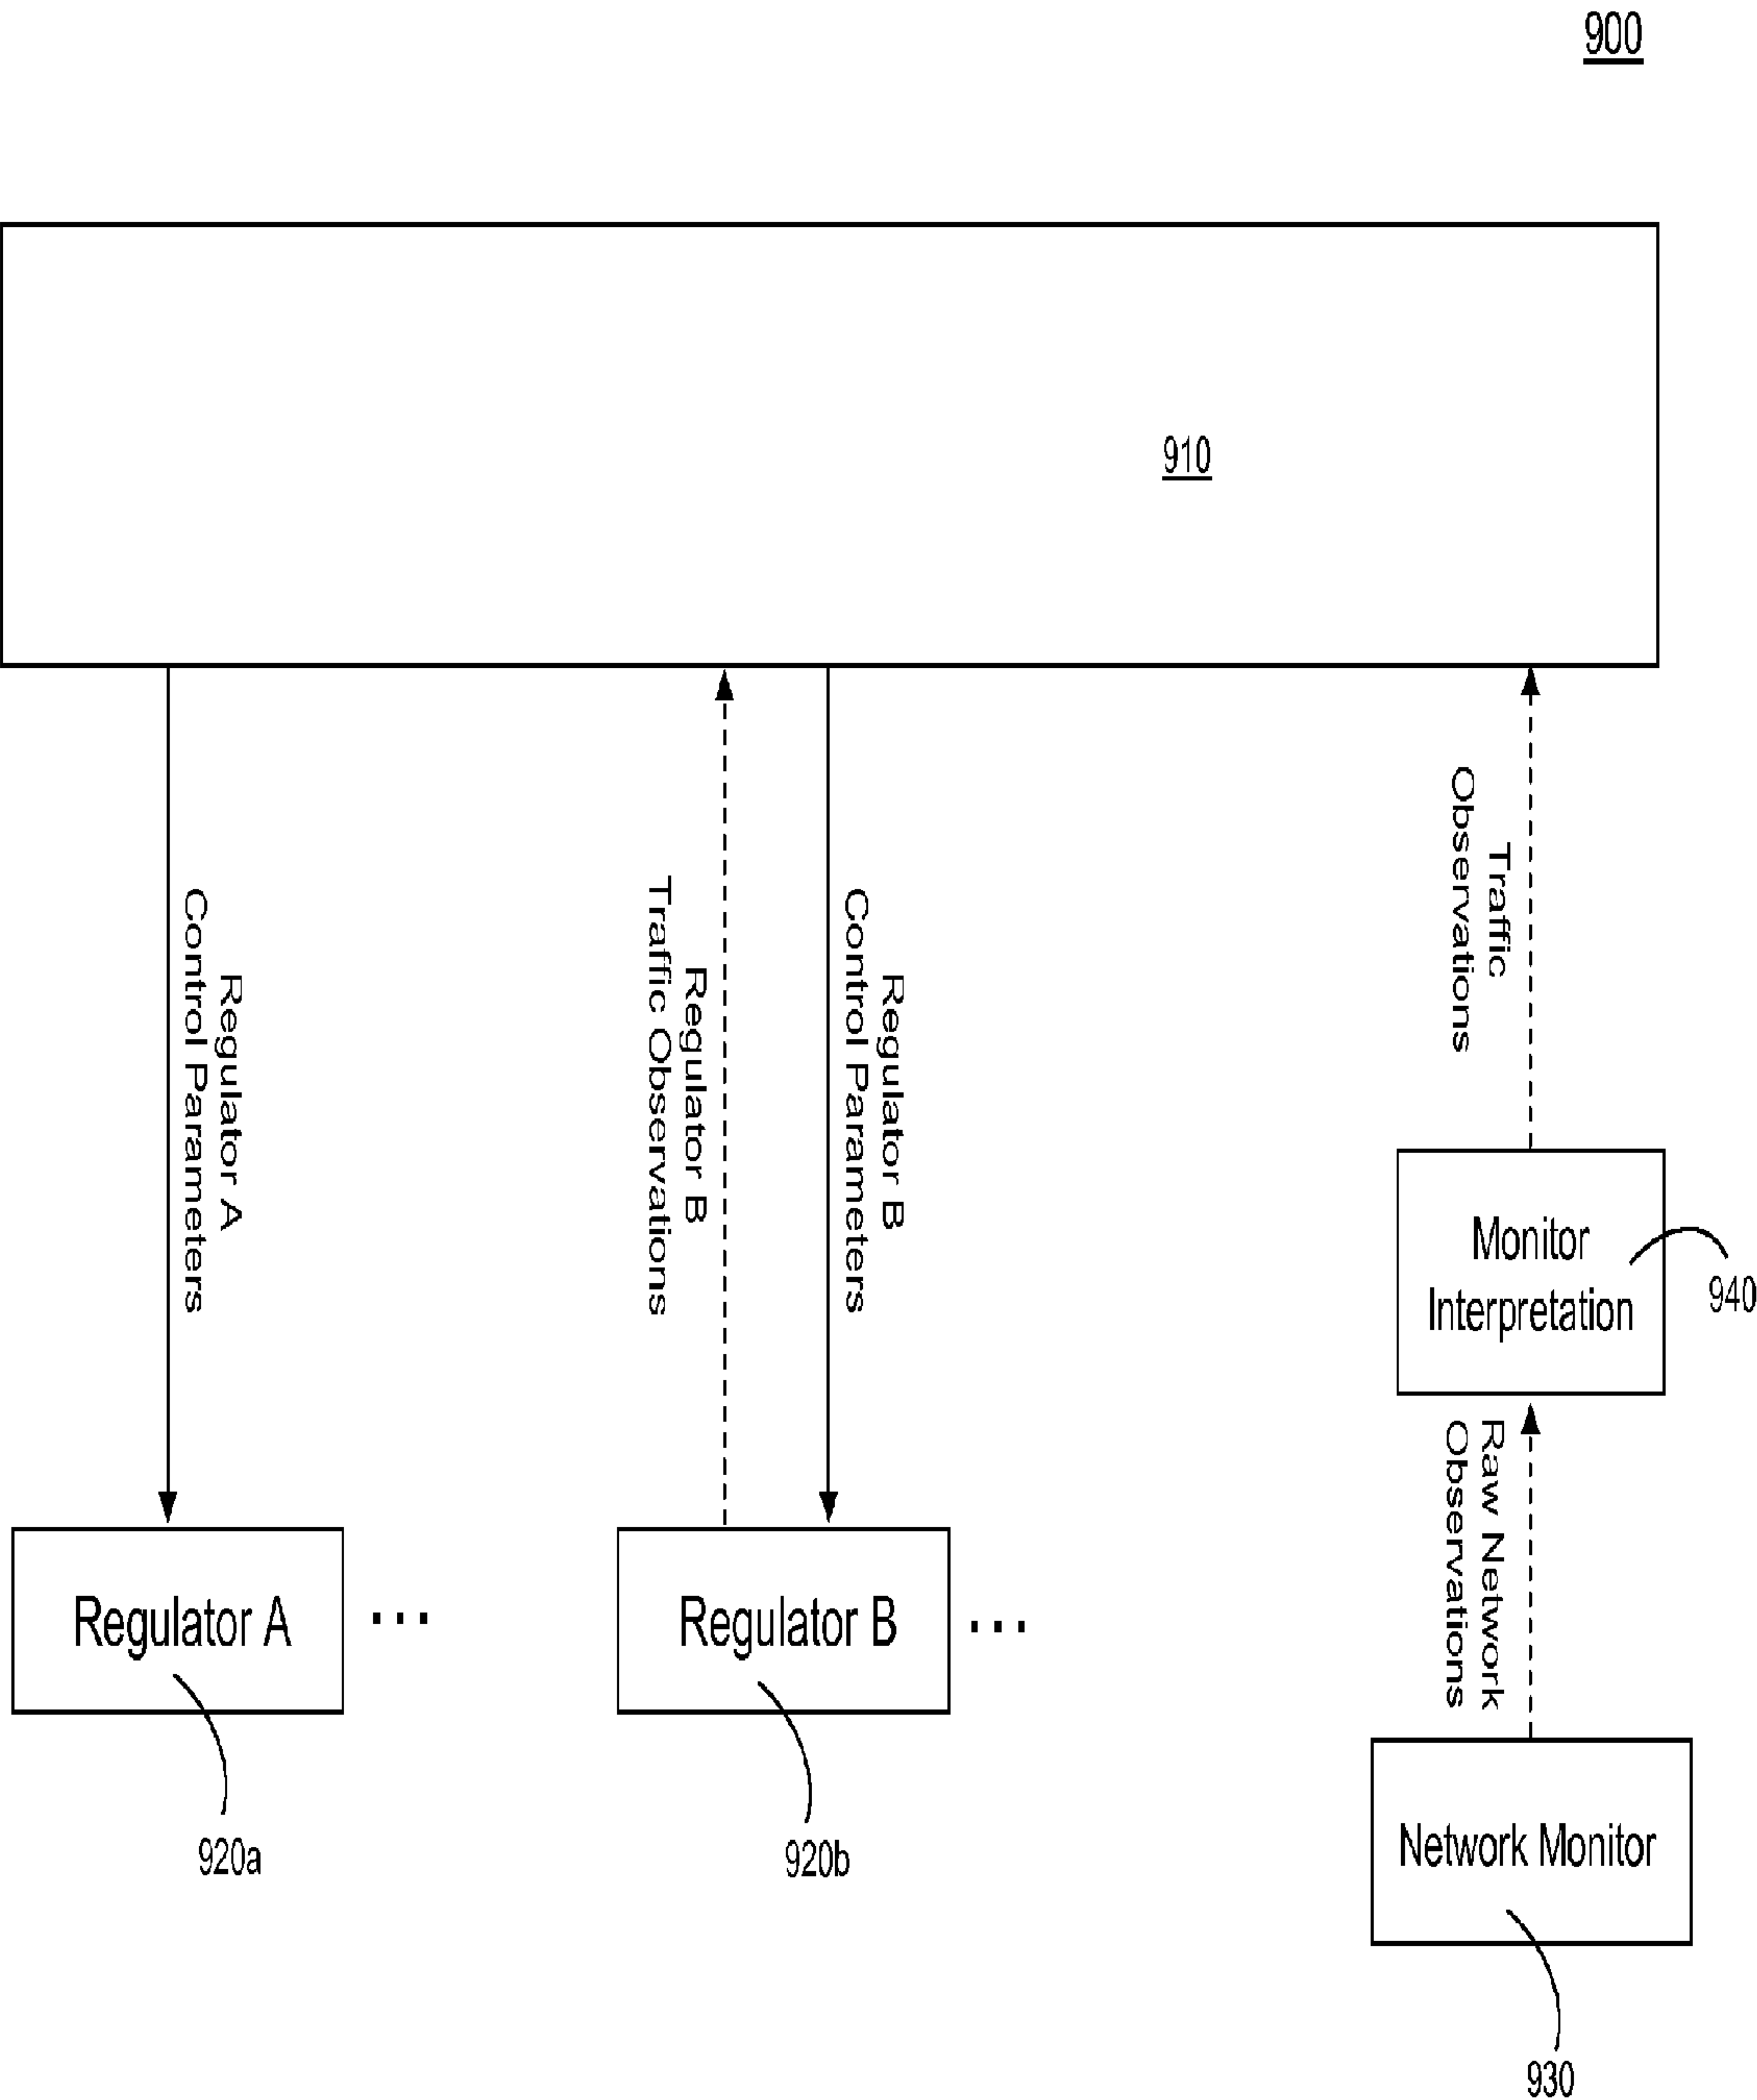 900
910
Regulator A
Control Parameters
Regulator B
Traffic Observations
Regulator B
Control Parameters
Traffic
Observations
Monitor
Interpretation
940
Raw Network
Observations
Regulator A
...
Regulator B
...
Network Monitor
920a
920b
930